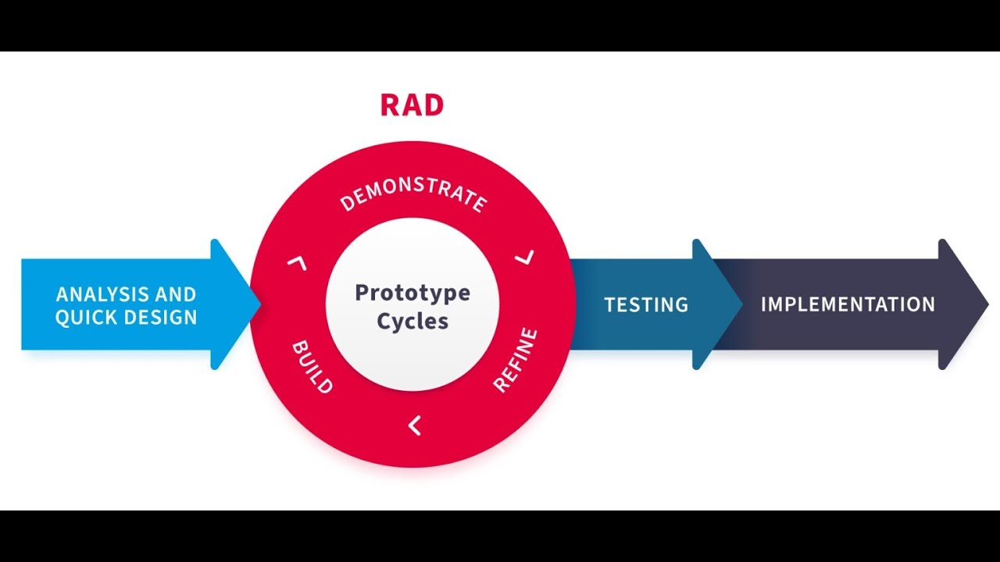 RAD
ANALYSIS AND
QUICK DESIGN
DEMONSTRATE
REFINE
BUILD
Prototype
Cycles
TESTING
IMPLEMENTATION